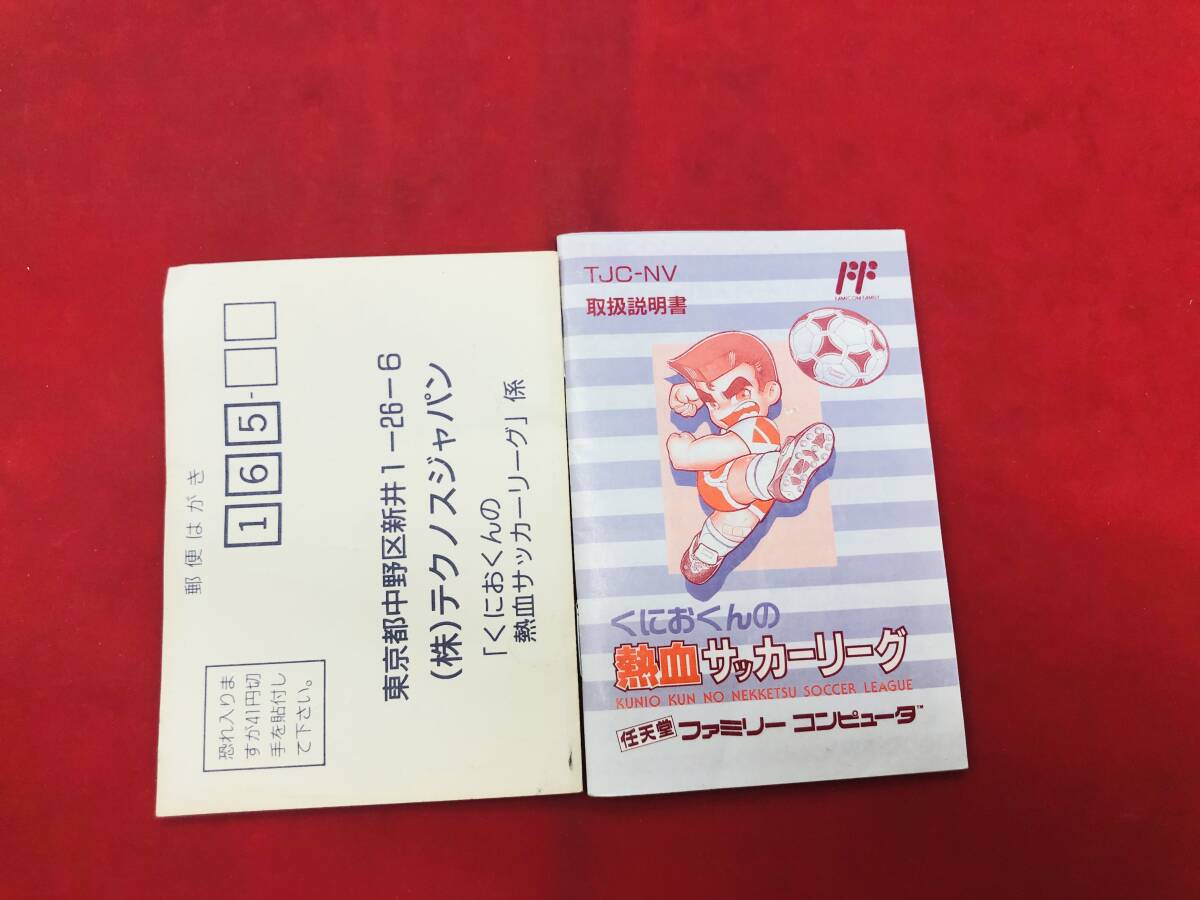 郵便はがき
165-
東京都中野区新井1-26-6
(株)テクノスジャパン
「くにおくんの
熱血サッカーリーグ」係
恐れ入りま
すが41円切
手を貼付し
て下さい。
TJC-NV
取扱説明書
FF
FAMICOM FAMILY
くにおくんの
熱血サッカーリーグ
KUNIO KUN NO NEKKETSU SOCCER LEAGUE
任天堂 ファミリー コンピュータ™